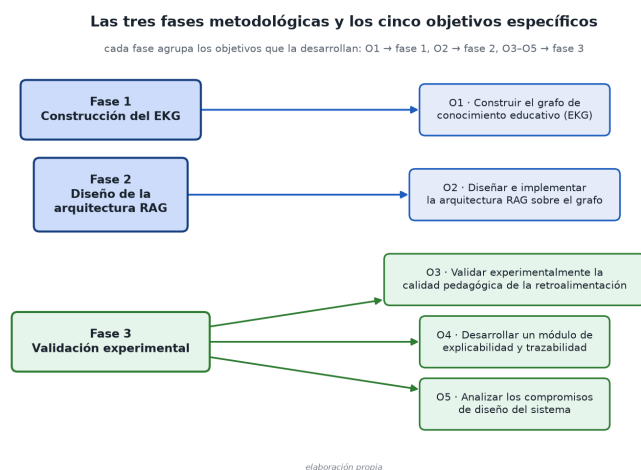 Las tres fases metodológicas y los cinco objetivos específicos
cada fase agrupa los objetivos que la desarrollan: O1 → fase 1, O2 → fase 2, O3–O5 → fase 3
Fase 1
Construcción del EKG
O1 · Construir el grafo de
conocimiento educativo (EKG)
Fase 2
Diseño de la
arquitectura RAG
O2 · Diseñar e implementar
la arquitectura RAG sobre el grafo
O3 · Validar experimentalmente la
calidad pedagógica de la retroalimentación
Fase 3
Validación experimental
O4 · Desarrollar un módulo de
explicabilidad y trazabilidad
O5 · Analizar los compromisos
de diseño del sistema
elaboración propia